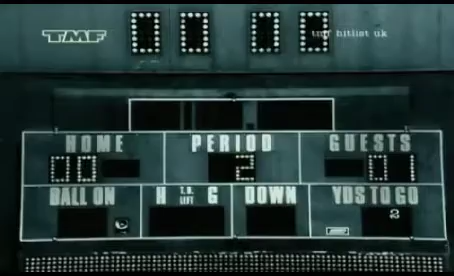 TMF 00 00 tmf hitlist uk
HOME PERIOD GUESTS
00 2 01
BALL ON H T.O. LEFT G DOWN YDS TO GO
2